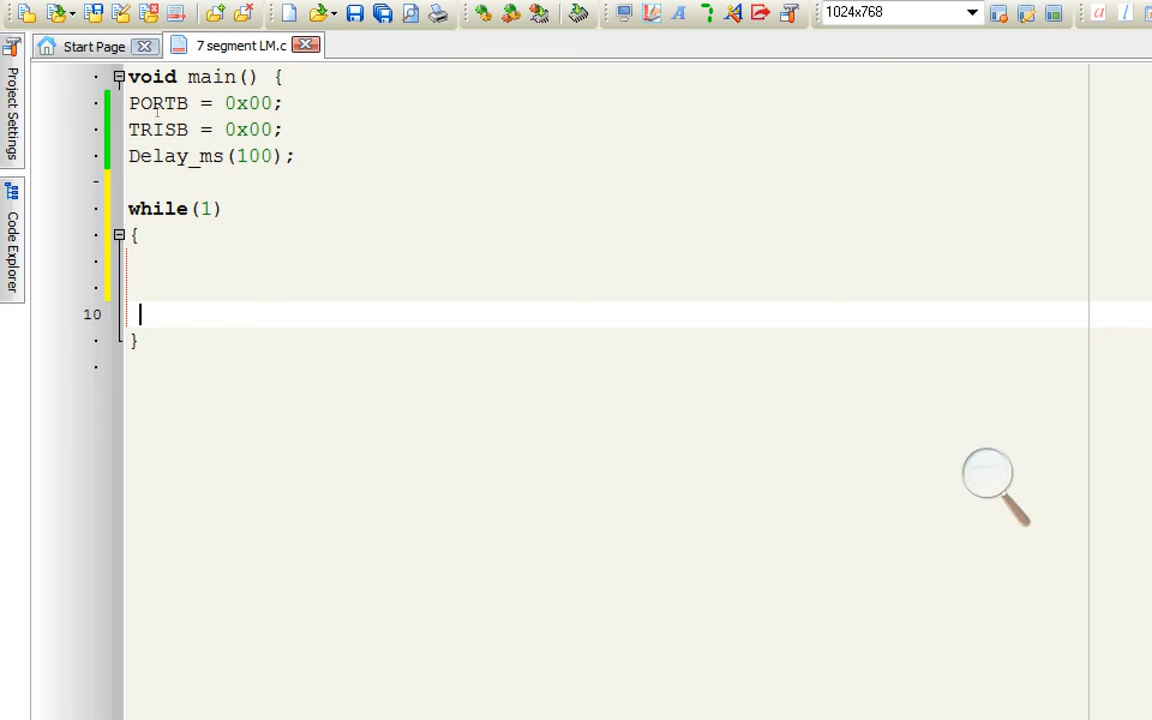 1024x768
Start Page
7 segment LM.c
Project Settings
Code Explorer
void main() {
PORTB = 0x00;
TRISB = 0x00;
Delay_ms(100);
while(1)
{
10
}